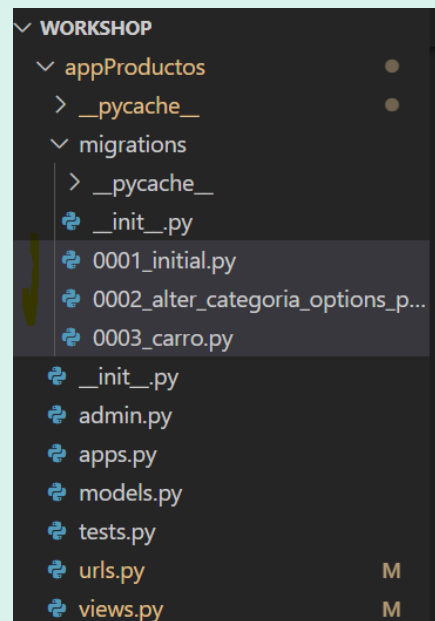 WORKSHOP
appProductos
__pycache__
migrations
__pycache__
__init__.py
0001_initial.py
0002_alter_categoria_options_p...
0003_carro.py
__init__.py
admin.py
apps.py
models.py
tests.py
urls.py M
views.py M